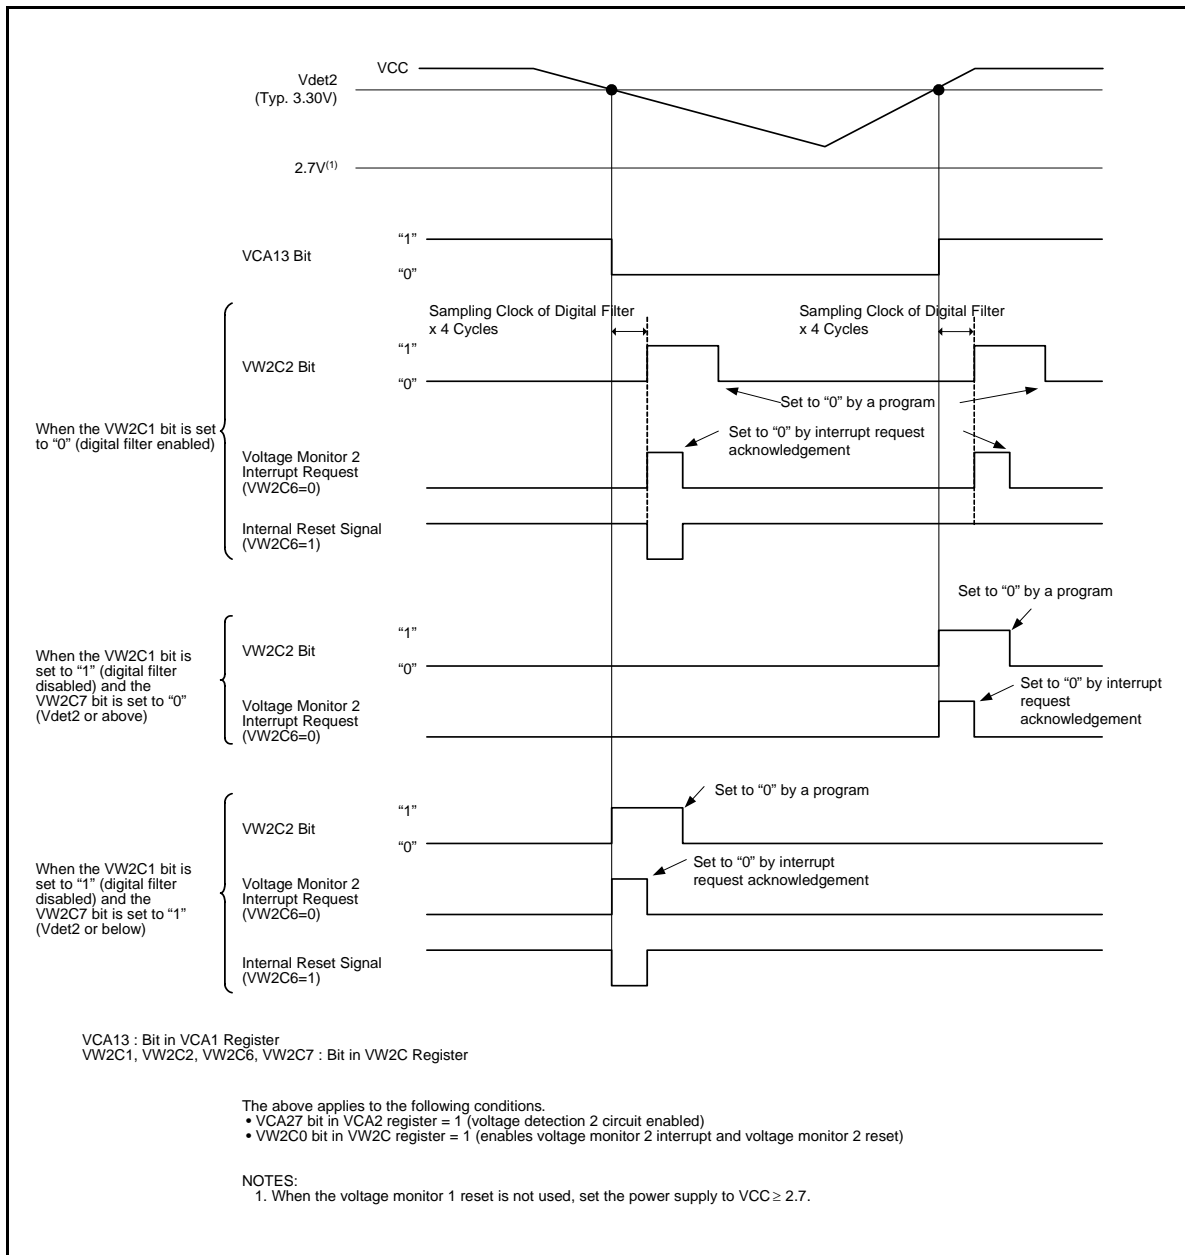 VCC
Vdet2
(Typ. 3.30V)
2.7V(1)
VCA13 Bit
“1”
“0”
Sampling Clock of Digital Filter
x 4 Cycles
Sampling Clock of Digital Filter
x 4 Cycles
When the VW2C1 bit is set
to “0” (digital filter enabled)
VW2C2 Bit
“1”
“0”
Set to “0” by a program
Set to “0” by interrupt request
acknowledgement
Voltage Monitor 2
Interrupt Request
(VW2C6=0)
Internal Reset Signal
(VW2C6=1)
Set to “0” by a program
When the VW2C1 bit is
set to “1” (digital filter
disabled) and the
VW2C7 bit is set to “0”
(Vdet2 or above)
VW2C2 Bit
“1”
“0”
Voltage Monitor 2
Interrupt Request
(VW2C6=0)
Set to “0” by interrupt
request
acknowledgement
Set to “0” by a program
When the VW2C1 bit is
set to “1” (digital filter
disabled) and the
VW2C7 bit is set to “1”
(Vdet2 or below)
VW2C2 Bit
“1”
“0”
Set to “0” by interrupt
request acknowledgement
Voltage Monitor 2
Interrupt Request
(VW2C6=0)
Internal Reset Signal
(VW2C6=1)
VCA13 : Bit in VCA1 Register
VW2C1, VW2C2, VW2C6, VW2C7 : Bit in VW2C Register
The above applies to the following conditions.
• VCA27 bit in VCA2 register = 1 (voltage detection 2 circuit enabled)
• VW2C0 bit in VW2C register = 1 (enables voltage monitor 2 interrupt and voltage monitor 2 reset)
NOTES:
1. When the voltage monitor 1 reset is not used, set the power supply to VCC ≥ 2.7.